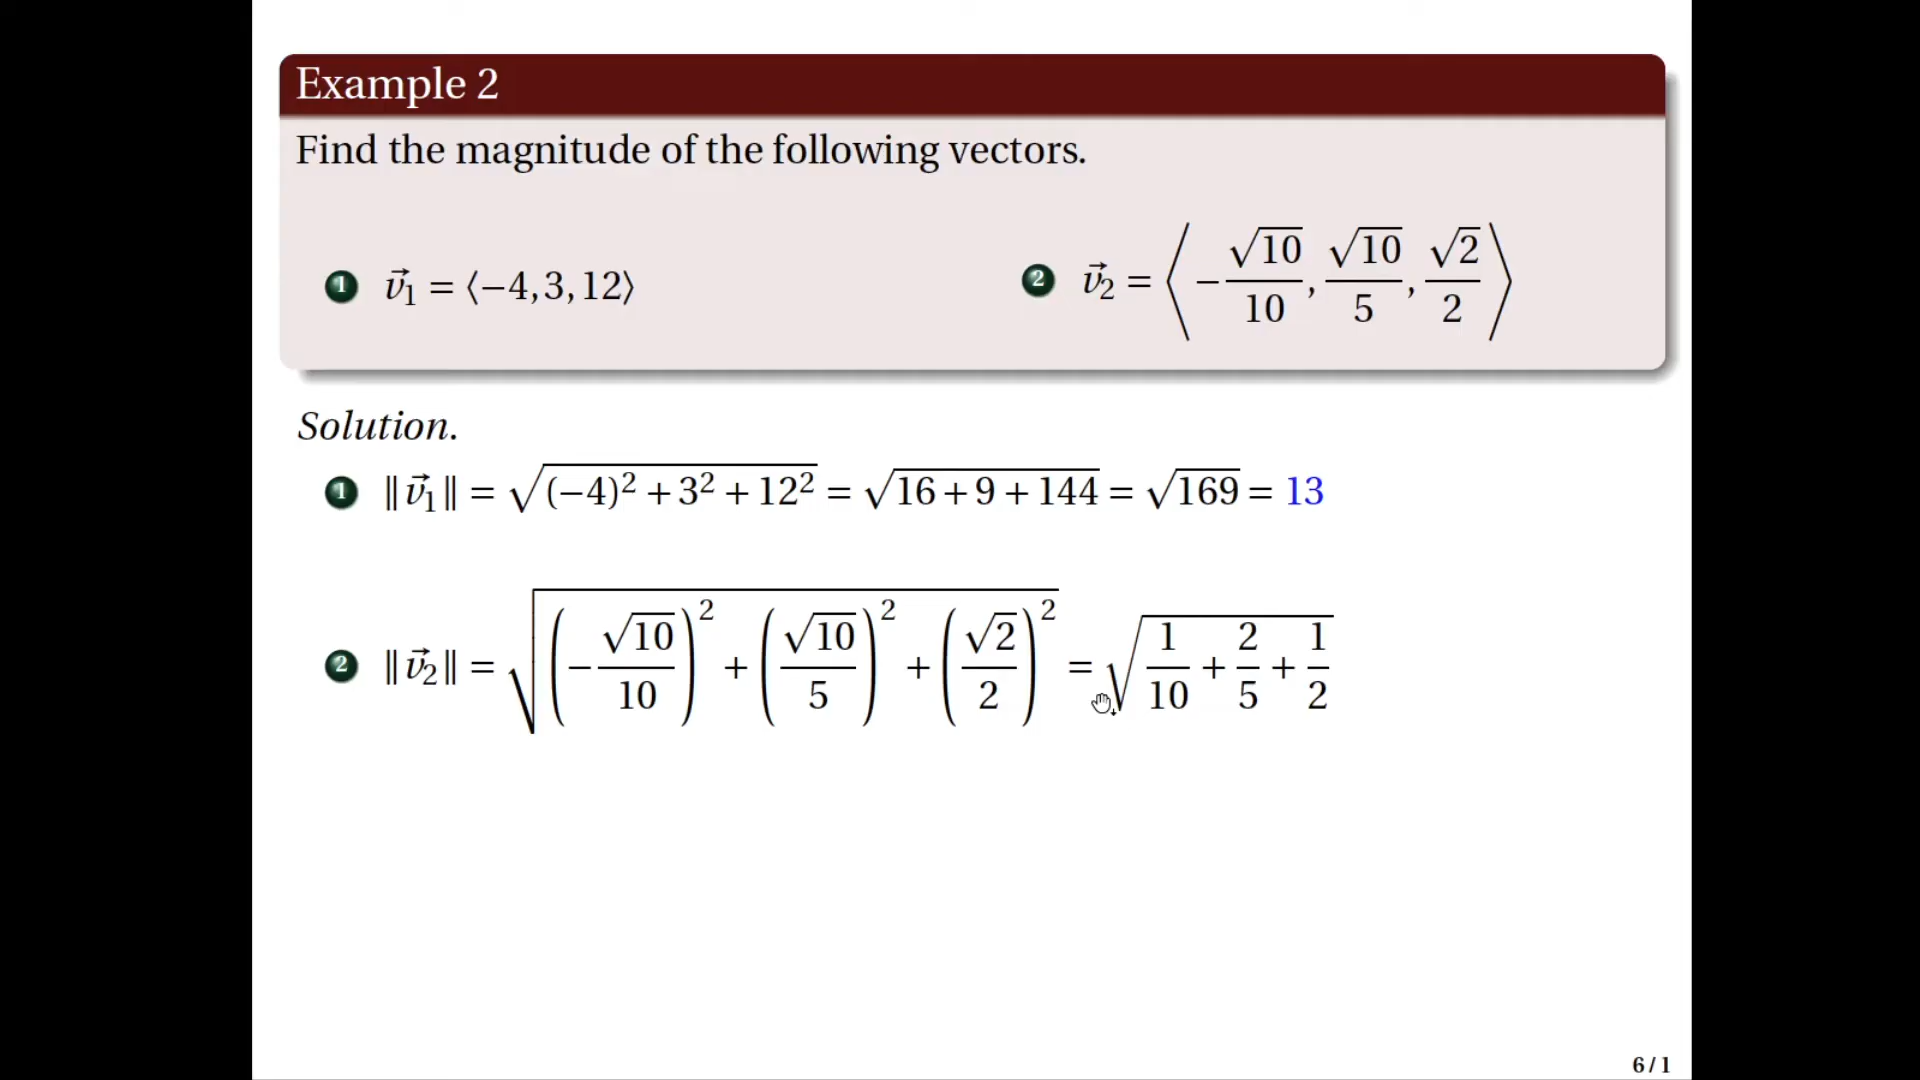 Example 2
Find the magnitude of the following vectors.
1 v⃗₁ = ⟨−4, 3, 12⟩
2 v⃗₂ = ⟨−√10/10, √10/5, √2/2⟩
Solution.
1 ‖v⃗₁‖ = √((−4)² + 3² + 12²) = √(16 + 9 + 144) = √169 = 13
2 ‖v⃗₂‖ = √((−√10/10)² + (√10/5)² + (√2/2)²) = √(1/10 + 2/5 + 1/2)
6 / 1